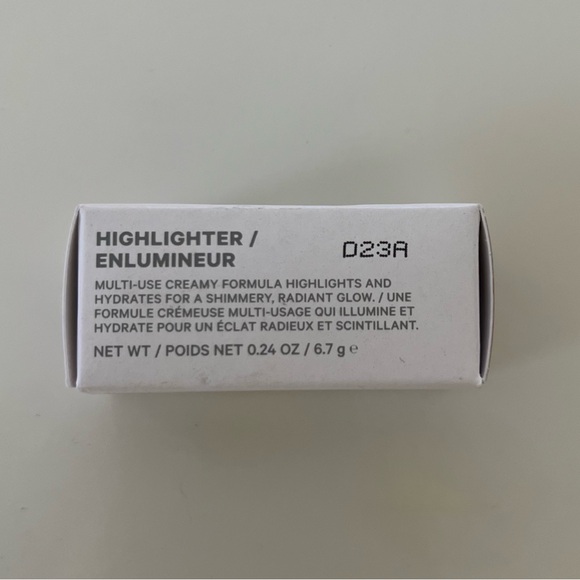 HIGHLIGHTER /
ENLUMINEUR
D23A
MULTI-USE CREAMY FORMULA HIGHLIGHTS AND
HYDRATES FOR A SHIMMERY, RADIANT GLOW. / UNE
FORMULE CRÉMEUSE MULTI-USAGE QUI ILLUMINE ET
HYDRATE POUR UN ÉCLAT RADIEUX ET SCINTILLANT.
NET WT / POIDS NET 0.24 OZ / 6.7 g ℮